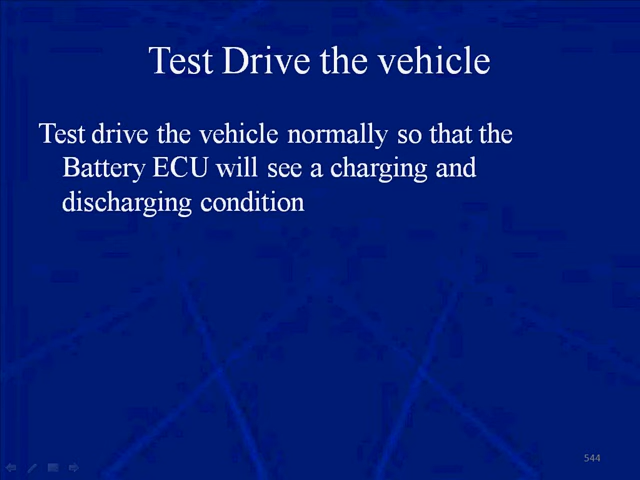 Test Drive the vehicle
Test drive the vehicle normally so that the
Battery ECU will see a charging and
discharging condition
544